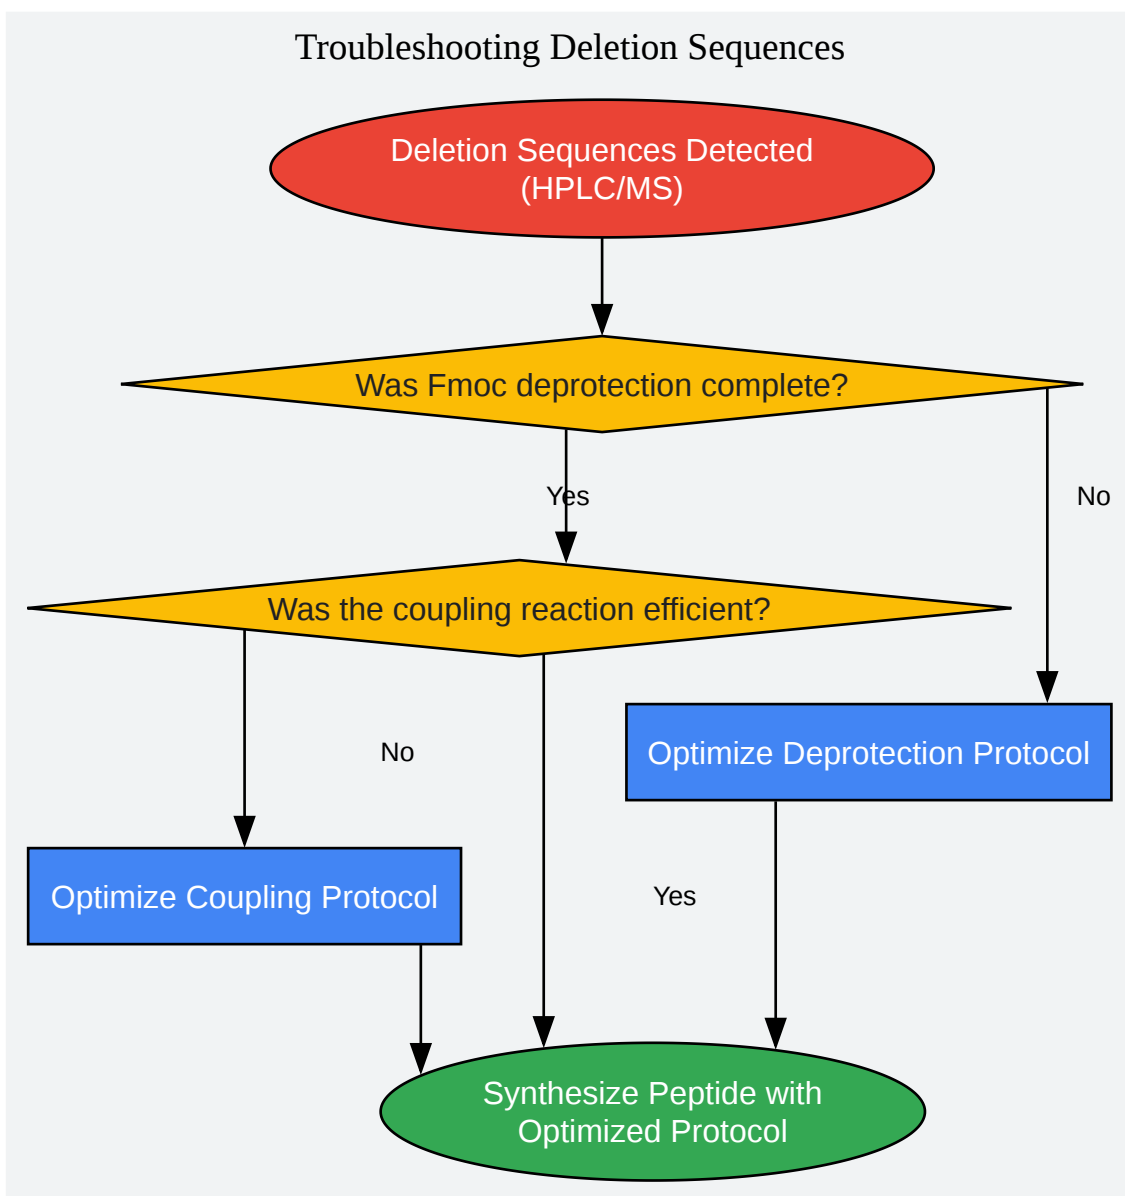 Troubleshooting Deletion Sequences
Deletion Sequences Detected
(HPLC/MS)
Was Fmoc deprotection complete?
Yes
No
Was the coupling reaction efficient?
No
Optimize Deprotection Protocol
Optimize Coupling Protocol
Yes
Synthesize Peptide with
Optimized Protocol